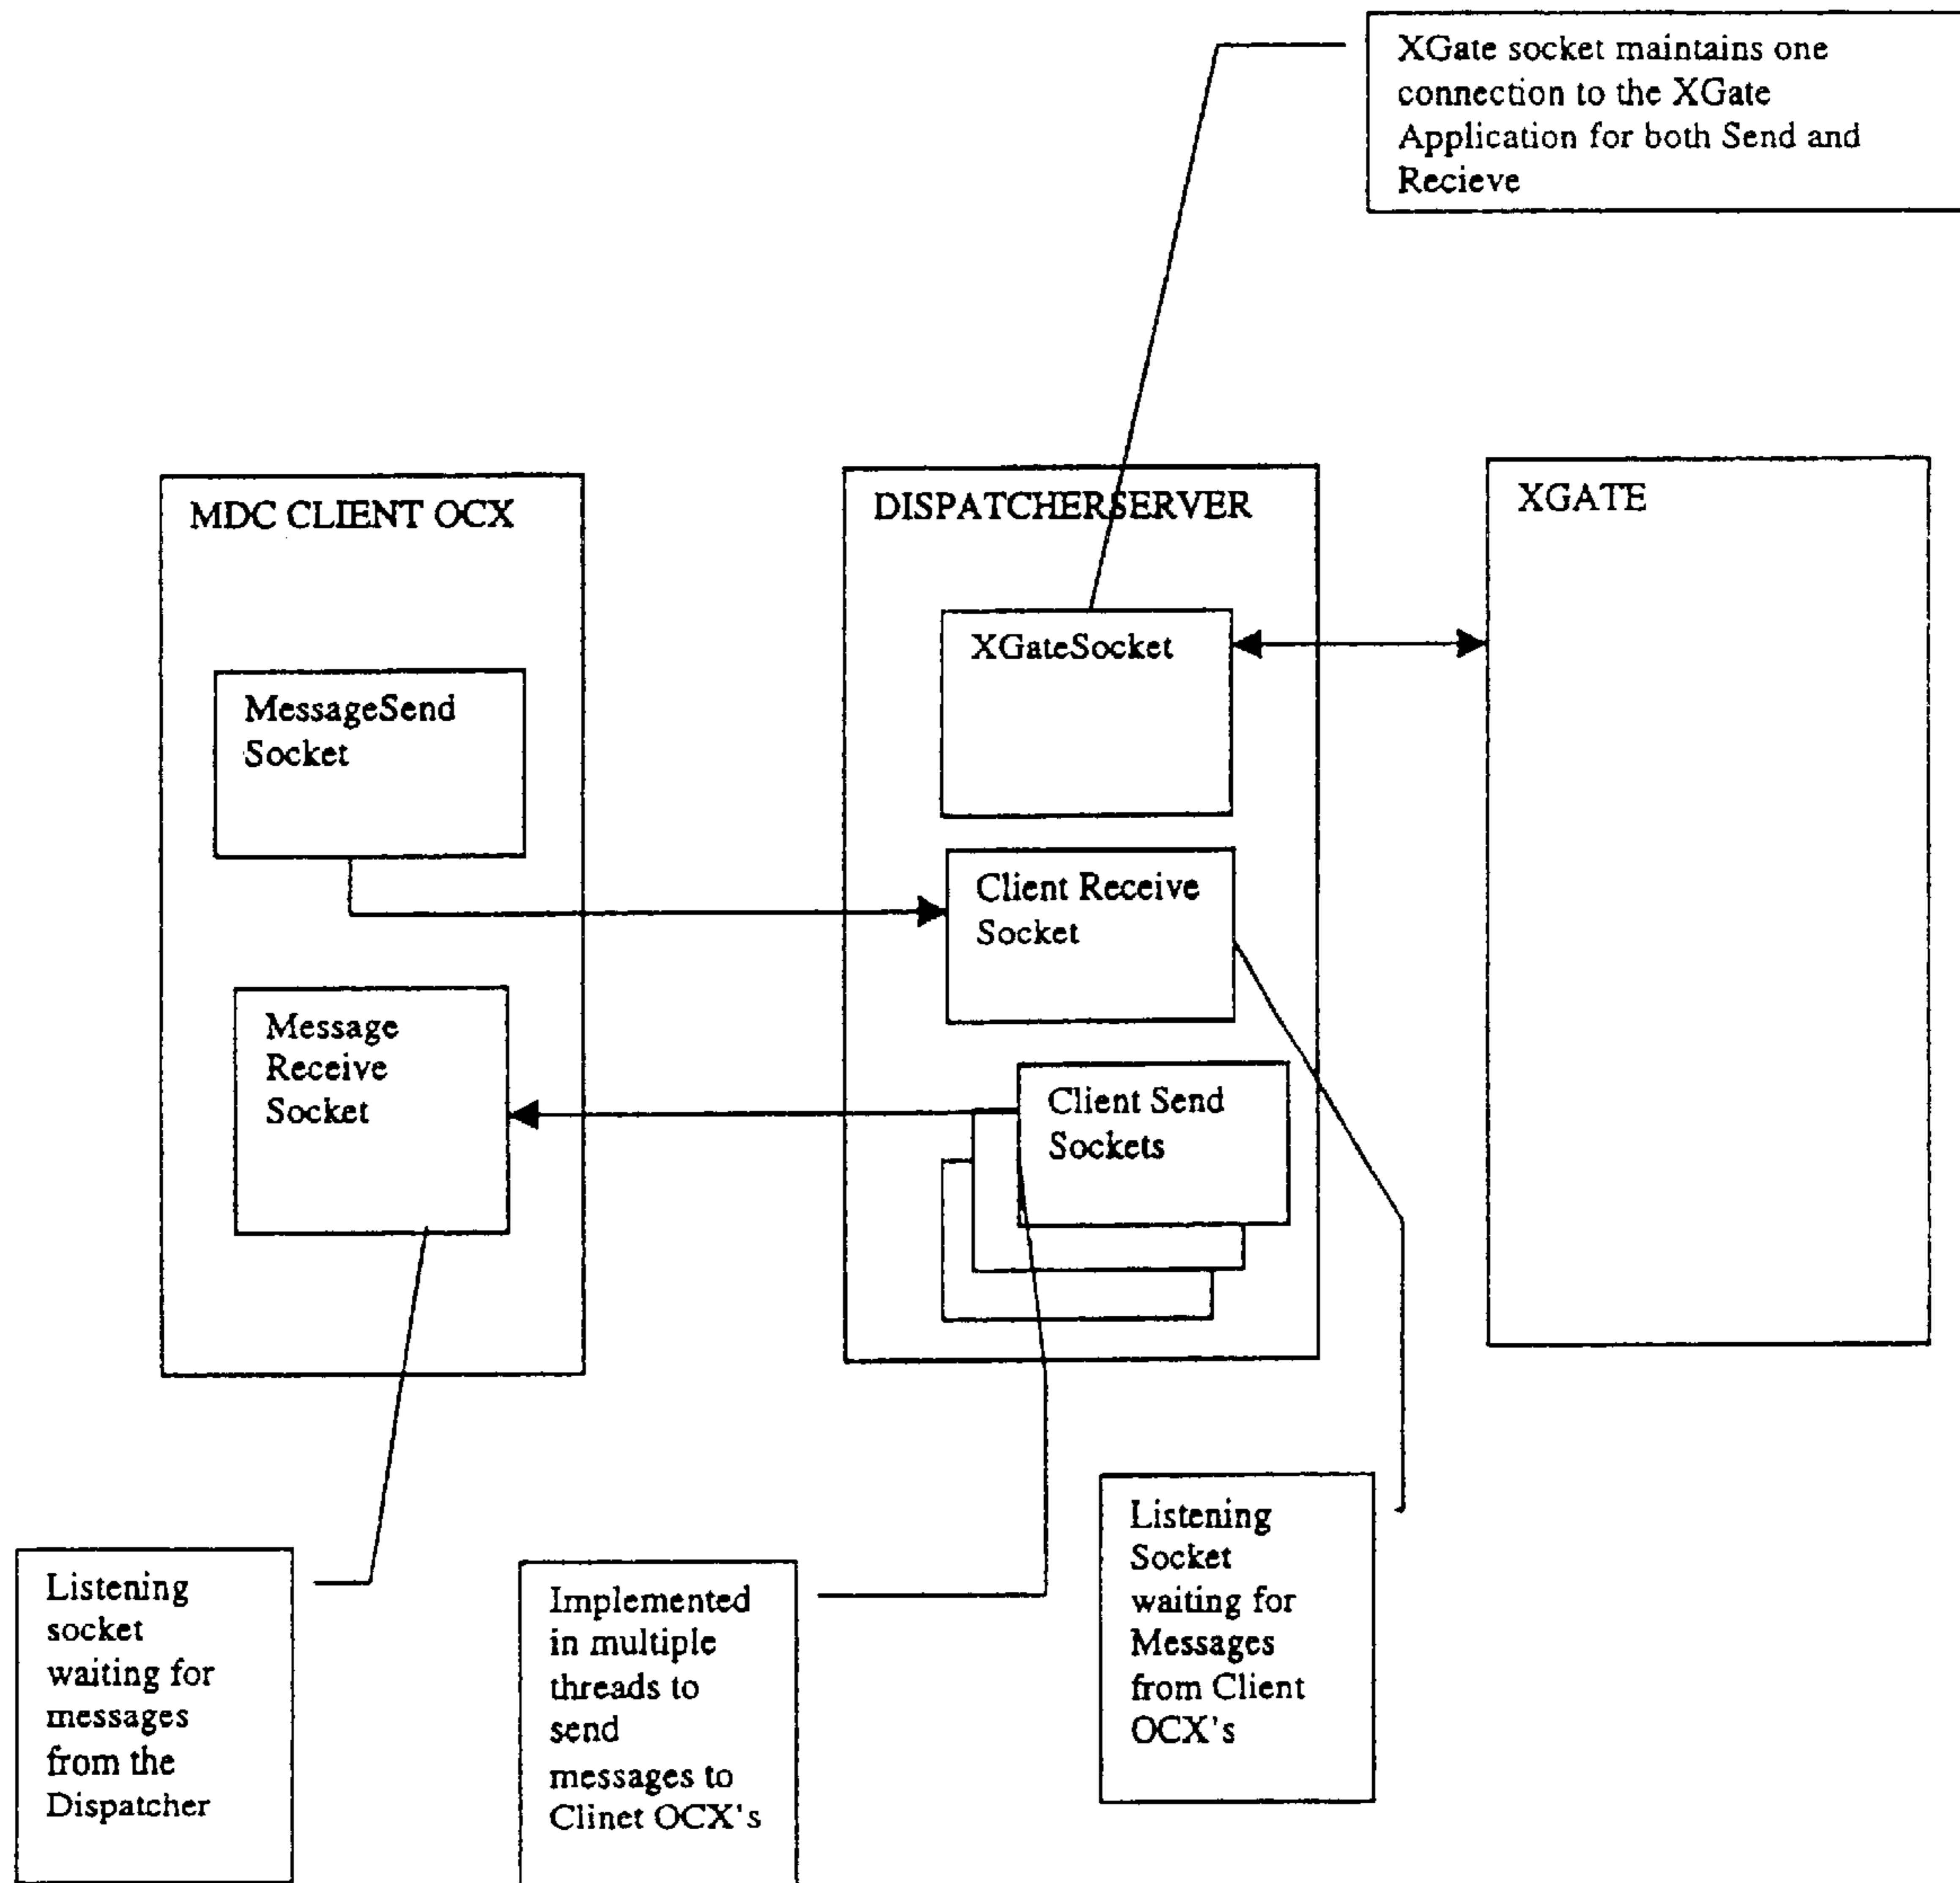 XGate socket maintains one
connection to the XGate
Application for both Send and
Recieve
MDC CLIENT OCX
DISPATCHERSERVER
XGATE
XGateSocket
MessageSend
Socket
Client Receive
Socket
Message
Receive
Socket
Client Send
Sockets
Listening
socket
waiting for
messages
from the
Dispatcher
Implemented
in multiple
threads to
send
messages to
Clinet OCX's
Listening
Socket
waiting for
Messages
from Client
OCX's